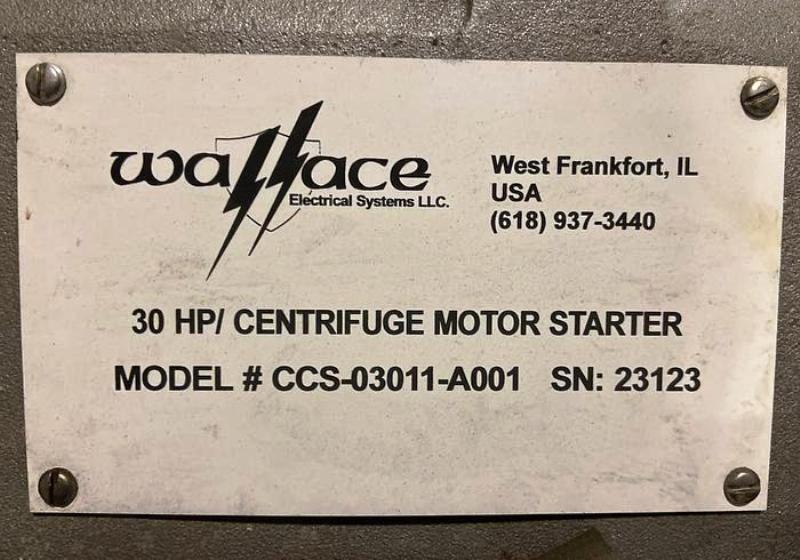 wallace
Electrical Systems LLC.
West Frankfort, IL
USA
(618) 937-3440
30 HP/ CENTRIFUGE MOTOR STARTER
MODEL # CCS-03011-A001 SN: 23123